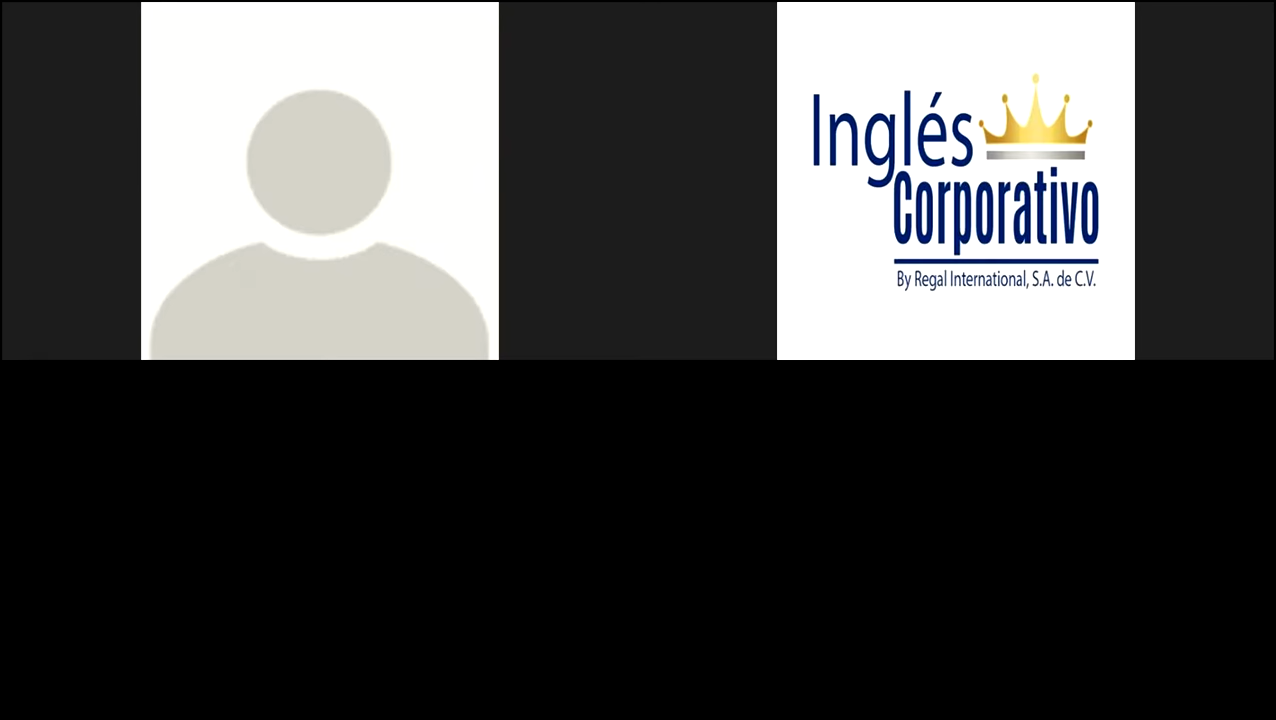 Inglés
Corporativo
By Regal International, S.A. de C.V.